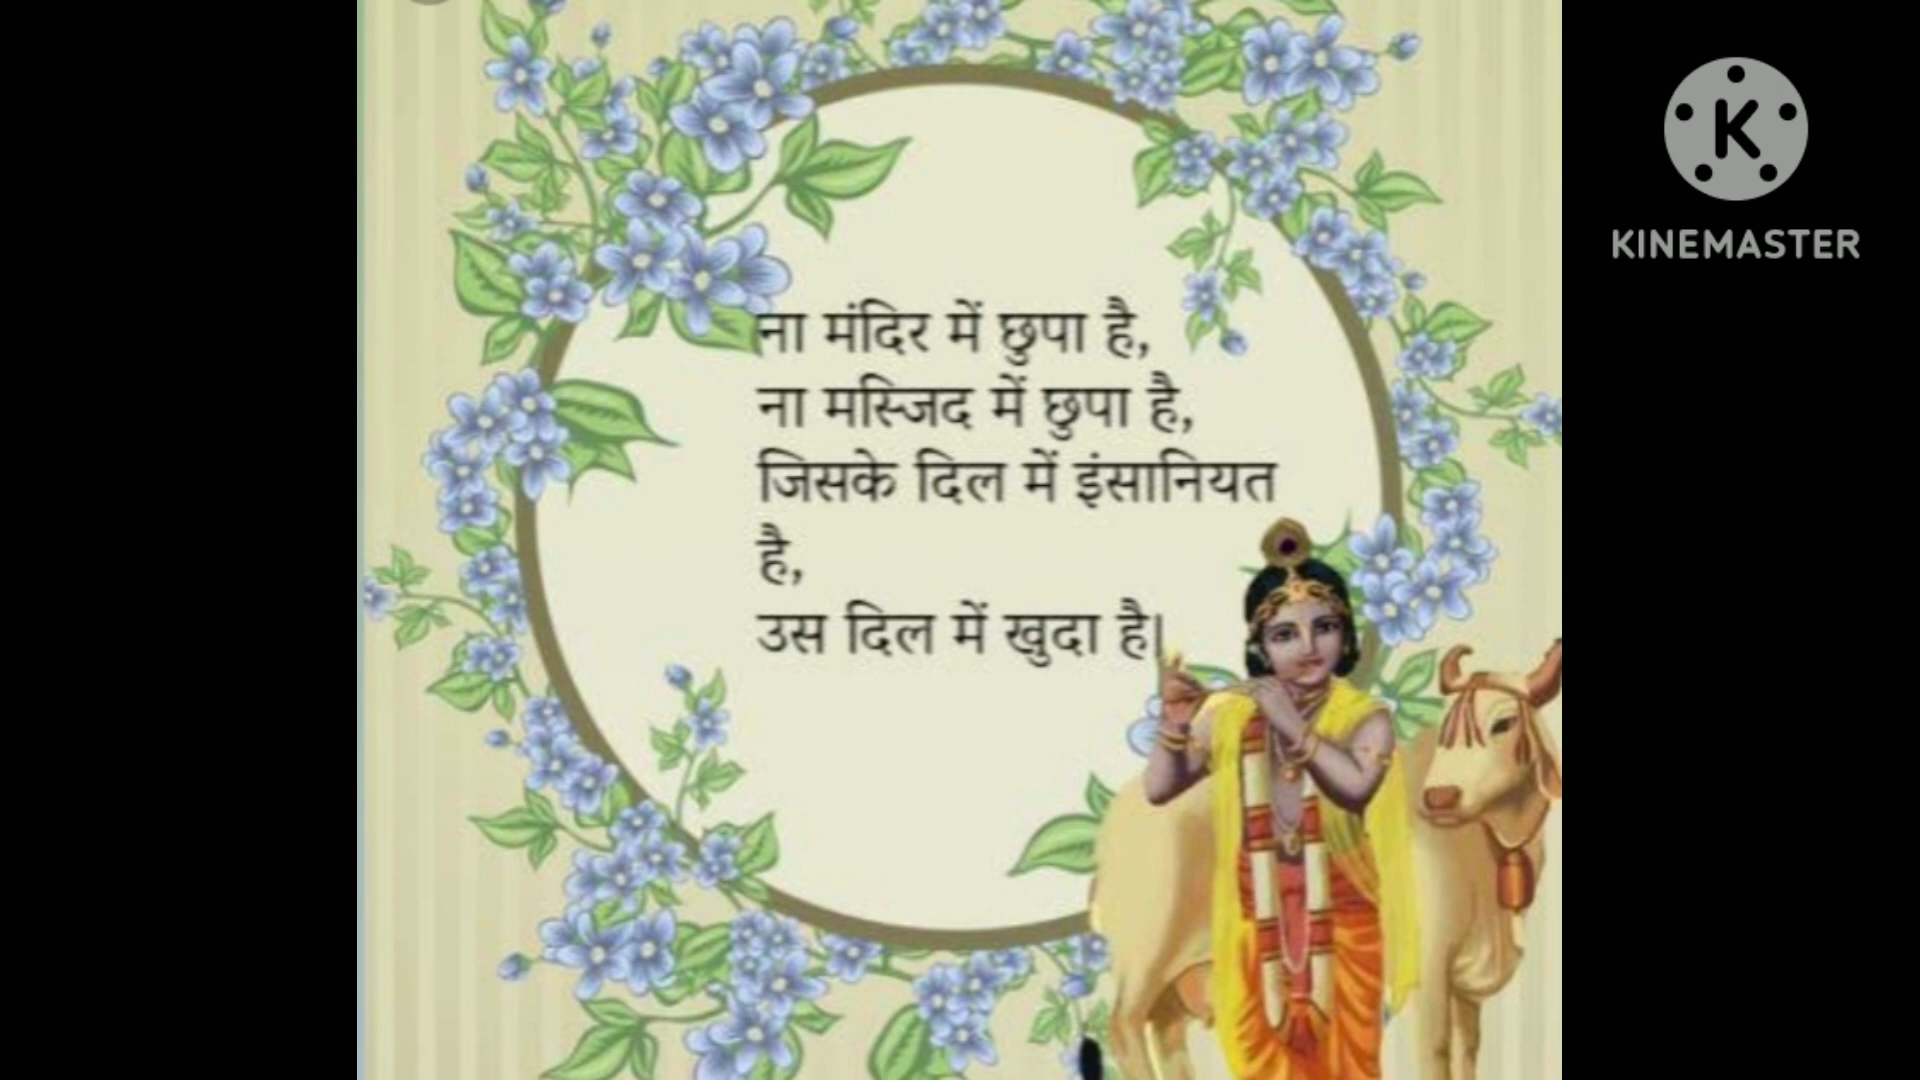 ना मंदिर में छुपा है,
ना मस्जिद में छुपा है,
जिसके दिल में इंसानियत
है,
उस दिल में खुदा है।
K
KINEMASTER